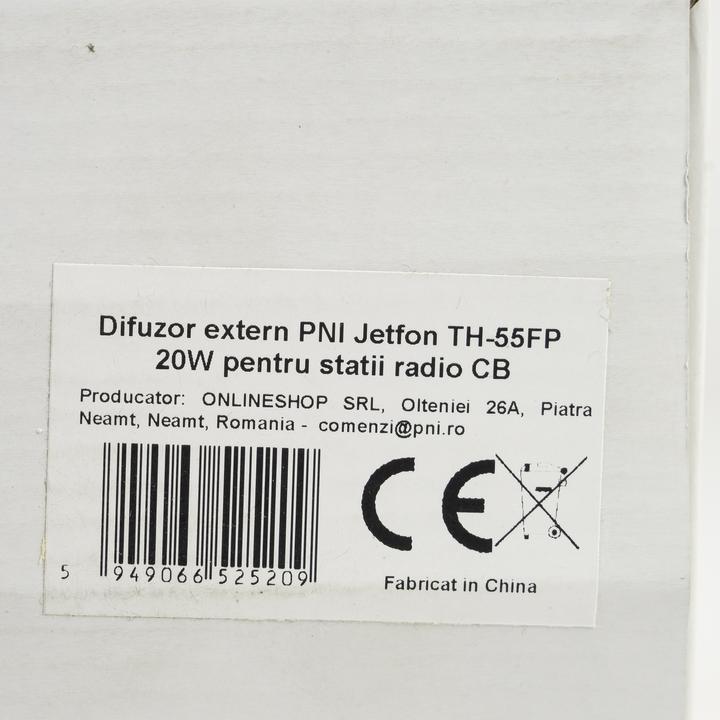 Difuzor extern PNI Jetfon TH-55FP
20W pentru statii radio CB
Producator: ONLINESHOP SRL, Olteniei 26A, Piatra
Neamt, Neamt, Romania - comenzi@pni.ro
CE
5 949066 525209
Fabricat in China